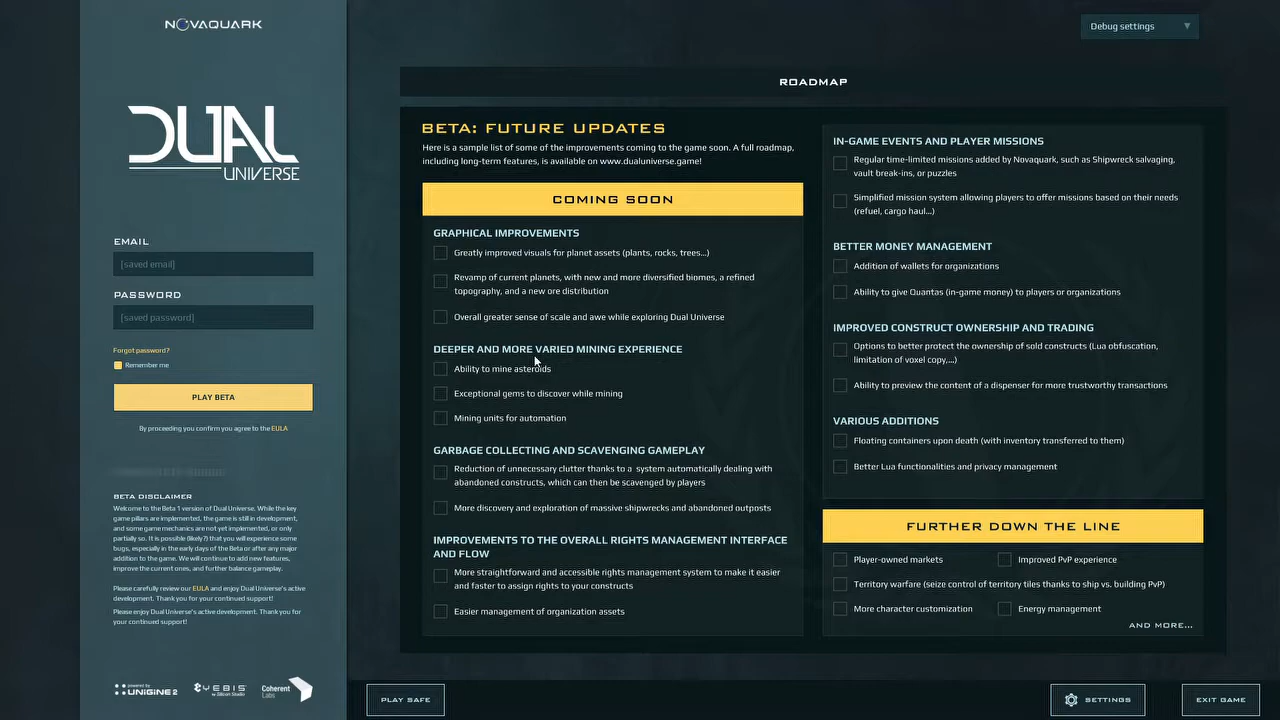 NOVAQUARK
DUAL
UNIVERSE
EMAIL
[saved email]
PASSWORD
[saved password]
Forgot password?
Remember me
PLAY BETA
By proceeding you confirm you agree to the EULA
BETA DISCLAIMER
Welcome to the Beta 1 version of Dual Universe. While the key
game pillars are implemented, the game is still in development,
and some game mechanics are not yet implemented, or only
partially so. It is possible (likely?) that you will experience some
bugs, especially in the early days of the Beta or after any major
addition to the game. We will continue to add new features,
improve the current ones, and further balance gameplay.
Please carefully review our EULA and enjoy Dual Universe's active
development. Thank you for your continued support!
Please enjoy Dual Universe's active development. Thank you for
your continued support!
powered by
UNIGINE 2
YEBIS
by Silicon Studio
Coherent
Labs
Debug settings
ROADMAP
BETA: FUTURE UPDATES
Here is a sample list of some of the improvements coming to the game soon. A full roadmap,
including long-term features, is available on www.dualuniverse.game!
COMING SOON
GRAPHICAL IMPROVEMENTS
Greatly improved visuals for planet assets (plants, rocks, trees...)
Revamp of current planets, with new and more diversified biomes, a refined
topography, and a new ore distribution
Overall greater sense of scale and awe while exploring Dual Universe
DEEPER AND MORE VARIED MINING EXPERIENCE
Ability to mine asteroids
Exceptional gems to discover while mining
Mining units for automation
GARBAGE COLLECTING AND SCAVENGING GAMEPLAY
Reduction of unnecessary clutter thanks to a system automatically dealing with
abandoned constructs, which can then be scavenged by players
More discovery and exploration of massive shipwrecks and abandoned outposts
IMPROVEMENTS TO THE OVERALL RIGHTS MANAGEMENT INTERFACE
AND FLOW
More straightforward and accessible rights management system to make it easier
and faster to assign rights to your constructs
Easier management of organization assets
IN-GAME EVENTS AND PLAYER MISSIONS
Regular time-limited missions added by Novaquark, such as Shipwreck salvaging,
vault break-ins, or puzzles
Simplified mission system allowing players to offer missions based on their needs
(refuel, cargo haul...)
BETTER MONEY MANAGEMENT
Addition of wallets for organizations
Ability to give Quantas (in-game money) to players or organizations
IMPROVED CONSTRUCT OWNERSHIP AND TRADING
Options to better protect the ownership of sold constructs (Lua obfuscation,
limitation of voxel copy,...)
Ability to preview the content of a dispenser for more trustworthy transactions
VARIOUS ADDITIONS
Floating containers upon death (with inventory transferred to them)
Better Lua functionalities and privacy management
FURTHER DOWN THE LINE
Player-owned markets
Improved PvP experience
Territory warfare (seize control of territory tiles thanks to ship vs. building PvP)
More character customization
Energy management
AND MORE...
PLAY SAFE
SETTINGS
EXIT GAME